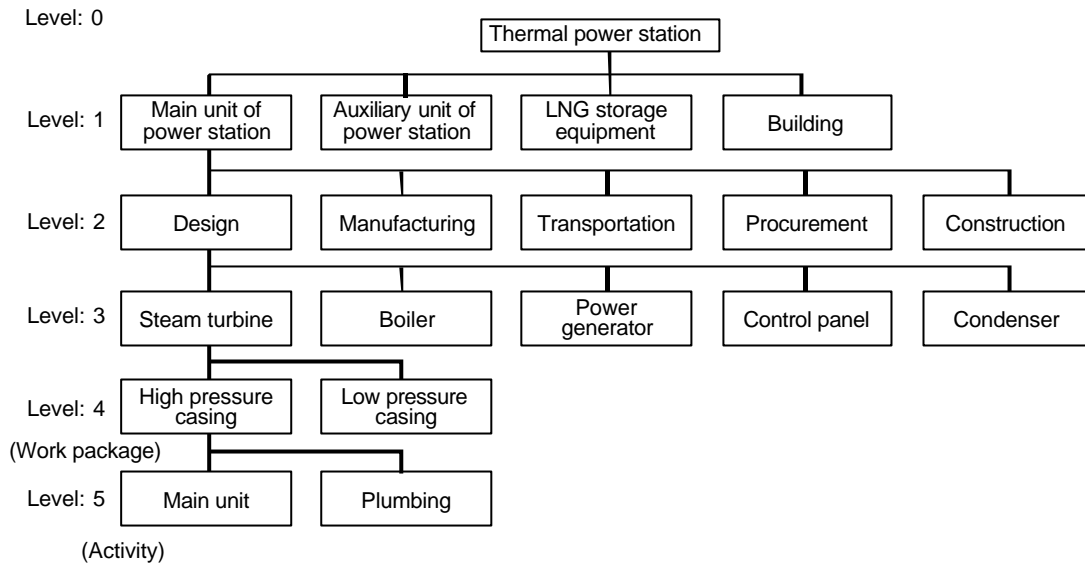 Level: 0
Thermal power station
Level: 1
Main unit of
power station
Auxiliary unit of
power station
LNG storage
equipment
Building
Level: 2
Design
Manufacturing
Transportation
Procurement
Construction
Level: 3
Steam turbine
Boiler
Power
generator
Control panel
Condenser
Level: 4
High pressure
casing
Low pressure
casing
(Work package)
Level: 5
Main unit
Plumbing
(Activity)